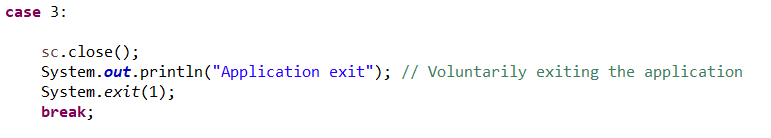 case 3:
sc.close();
System.out.println("Application exit"); // Voluntarily exiting the application
System.exit(1);
break;